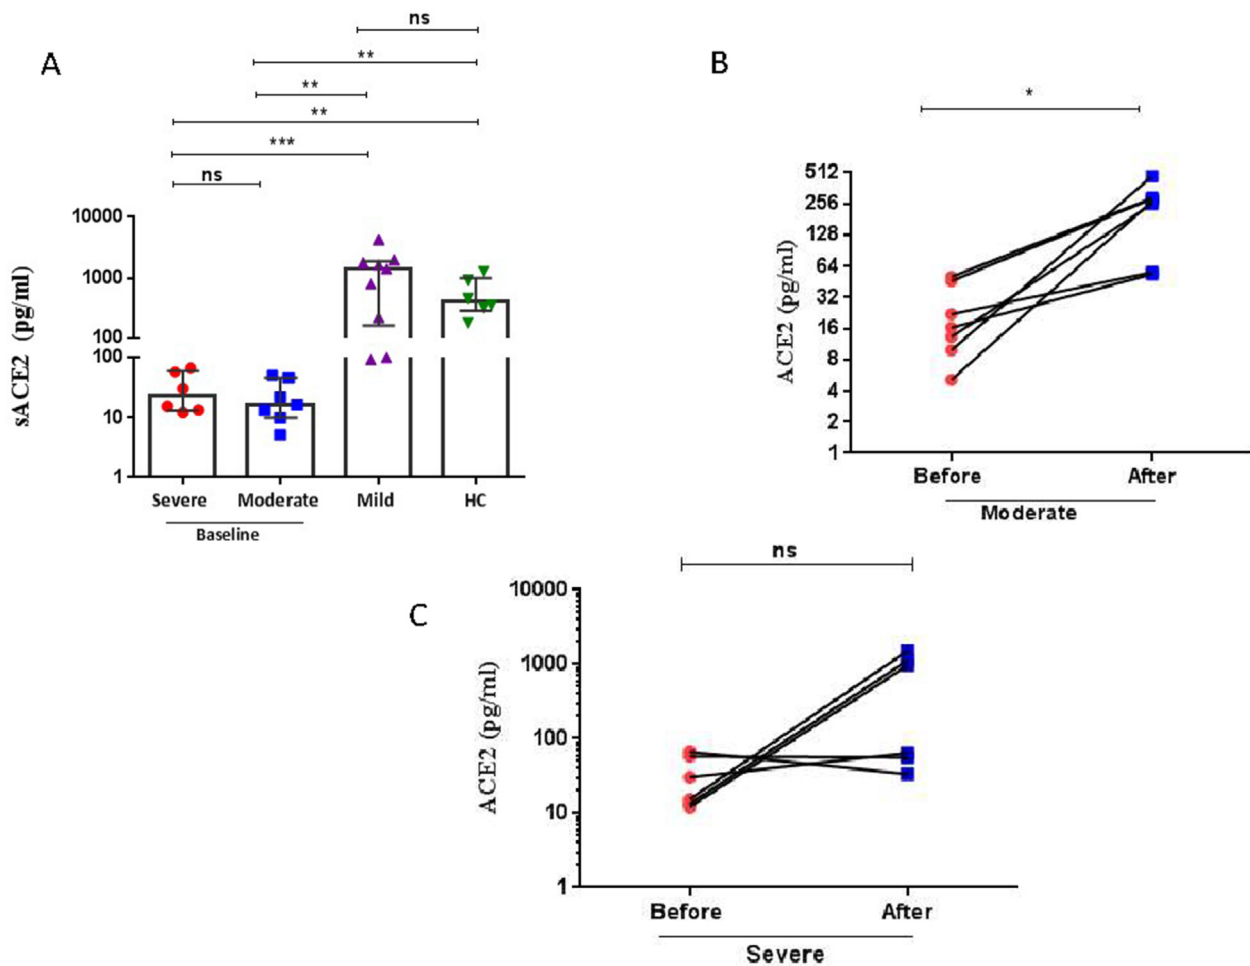 A
ns
**
**
**
***
ns
sACE2 (pg/ml)
10000
1000
100
100
10
1
Severe
Moderate
Mild
HC
Baseline
B
*
ACE2 (pg/ml)
512
256
128
64
32
16
8
4
2
1
Before
After
Moderate
C
ns
ACE2 (pg/ml)
10000
1000
100
10
1
Before
After
Severe